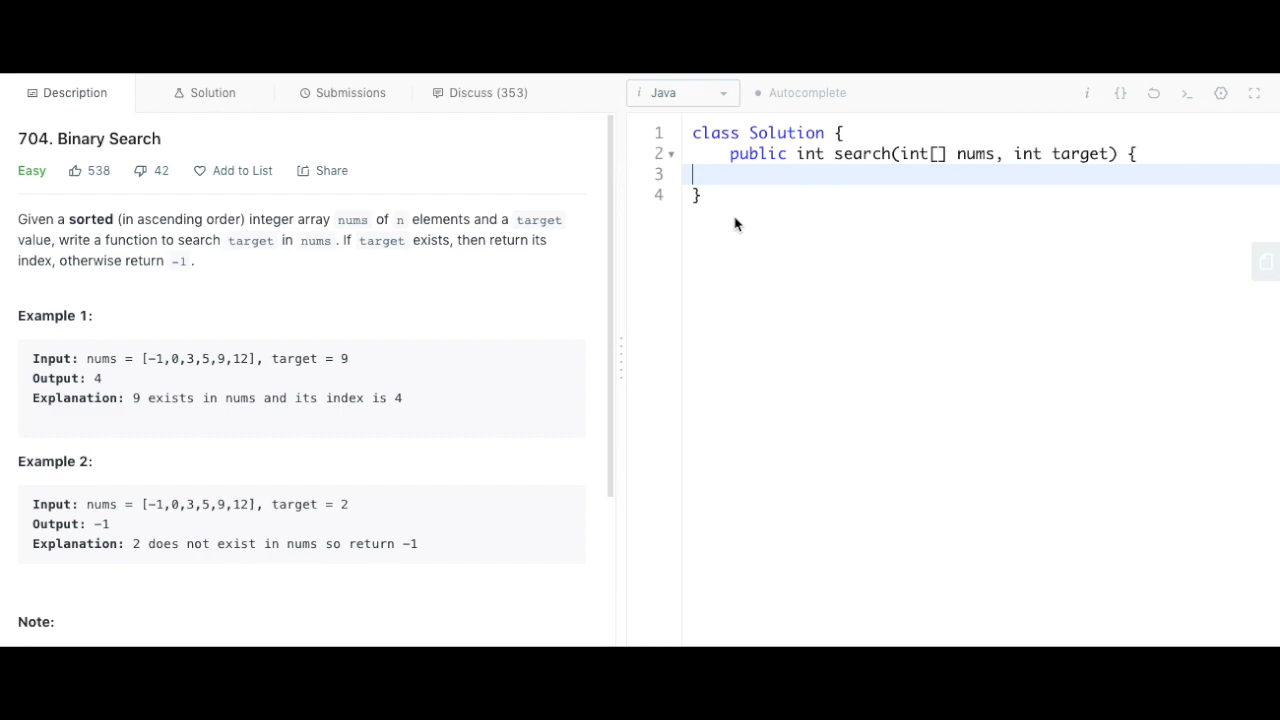 Description Solution Submissions Discuss (353)
704. Binary Search
Easy 538 42 Add to List Share
Given a sorted (in ascending order) integer array nums of n elements and a target
value, write a function to search target in nums. If target exists, then return its
index, otherwise return -1.
Example 1:
Input: nums = [-1,0,3,5,9,12], target = 9
Output: 4
Explanation: 9 exists in nums and its index is 4
Example 2:
Input: nums = [-1,0,3,5,9,12], target = 2
Output: -1
Explanation: 2 does not exist in nums so return -1
Note:
i Java Autocomplete i {} >_
1 class Solution {
2 public int search(int[] nums, int target) {
3
4 }